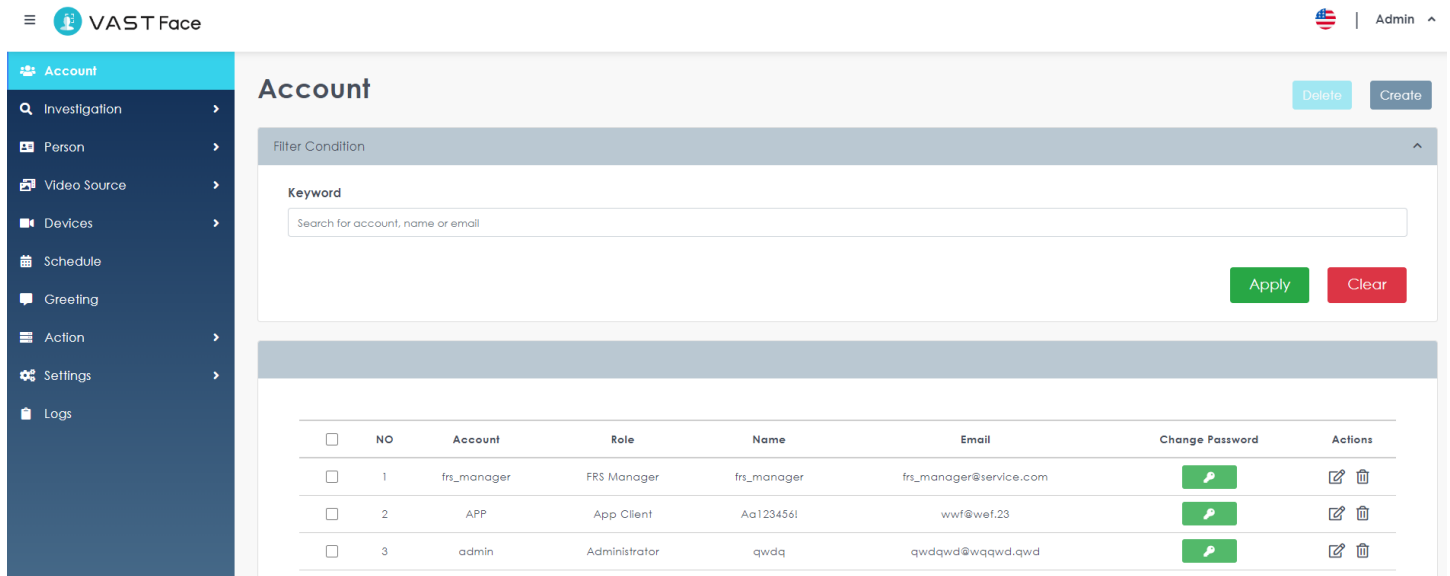 VAST Face
Admin
Account
Investigation
Person
Video Source
Devices
Schedule
Greeting
Action
Settings
Logs
Account
Delete
Create
Filter Condition
Keyword
Search for account, name or email
Apply
Clear
NO Account Role Name Email Change Password Actions
1 frs_manager FRS Manager frs_manager frs_manager@service.com
2 APP App Client Aa123456! wwf@wef.23
3 admin Administrator qwdq qwdqwd@wqqwd.qwd